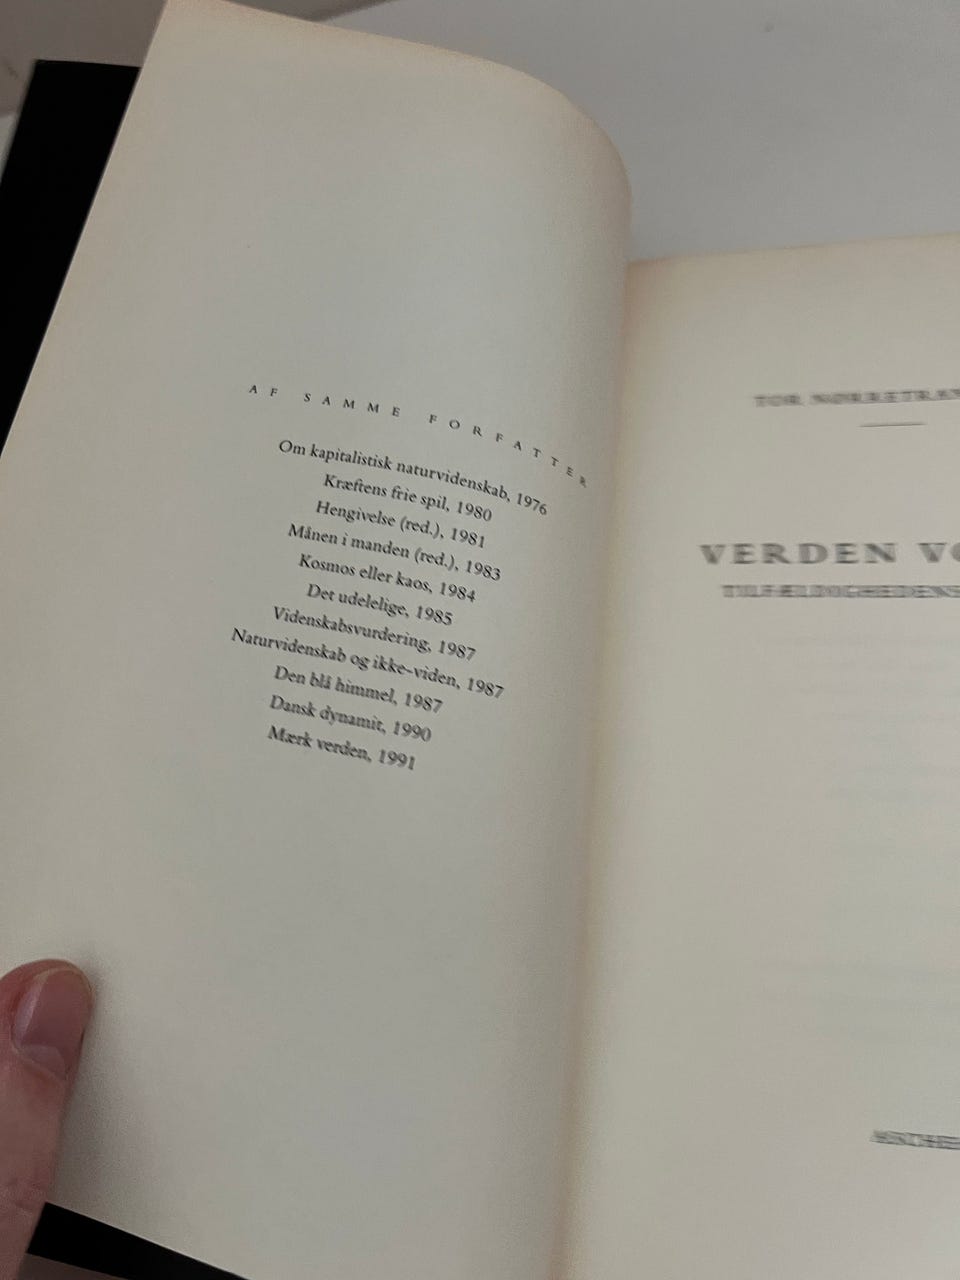 AF SAMME FORFATTER
Om kapitalistisk naturvidenskab, 1976
Kræftens frie spil, 1980
Hengivelse (red.), 1981
Månen i manden (red.), 1983
Kosmos eller kaos, 1984
Det udelelige, 1985
Videnskabsvurdering, 1987
Naturvidenskab og ikke-viden, 1987
Den blå himmel, 1987
Dansk dynamit, 1990
Mærk verden, 1991
TOR
VERDEN
TILFÆLDIGHEDENS